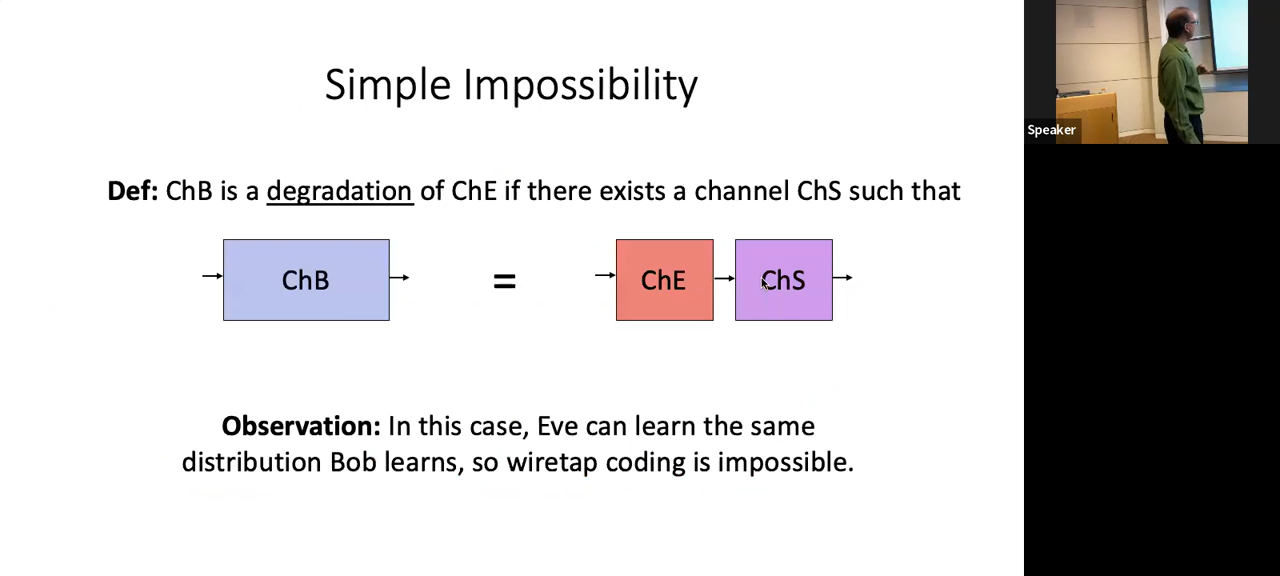 Simple Impossibility
Speaker
Def: ChB is a degradation of ChE if there exists a channel ChS such that
ChB
=
ChE
ChS
Observation: In this case, Eve can learn the same
distribution Bob learns, so wiretap coding is impossible.